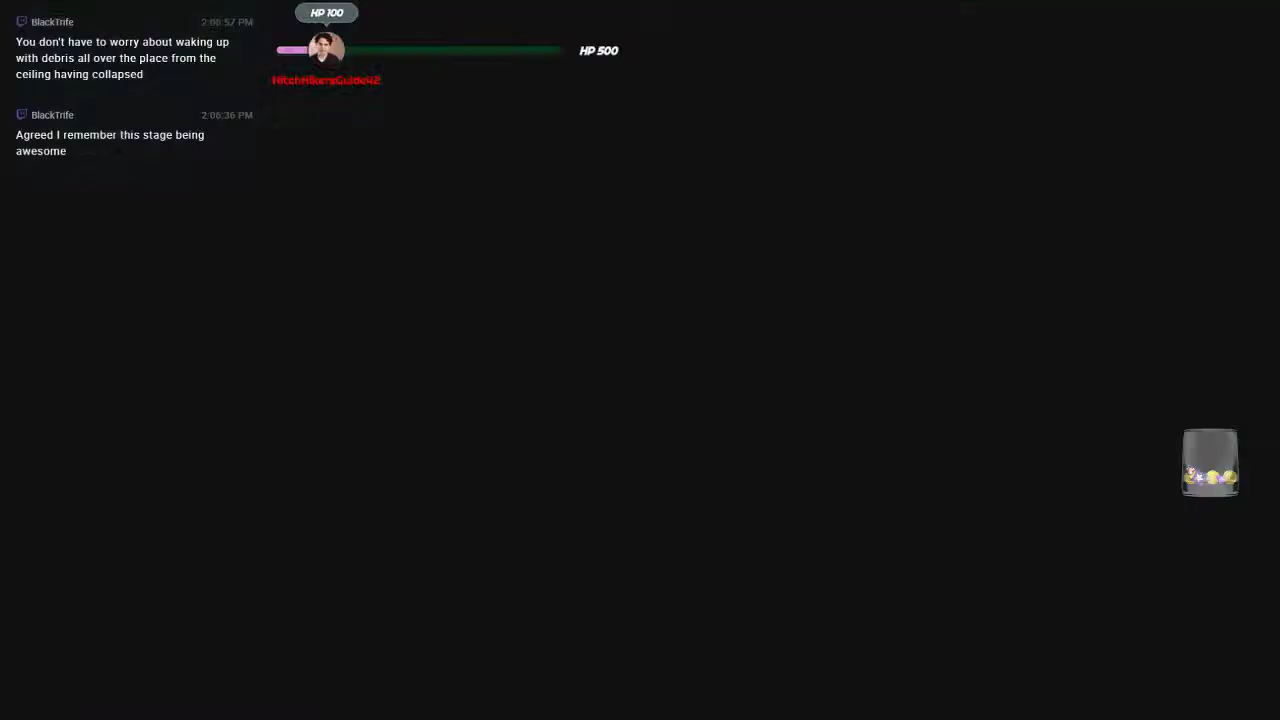 BlackTrife 2:06:57 PM
You don't have to worry about waking up
with debris all over the place from the
ceiling having collapsed
BlackTrife 2:06:36 PM
Agreed I remember this stage being
awesome
HP 100
HP 500
HitchHikersGuide42